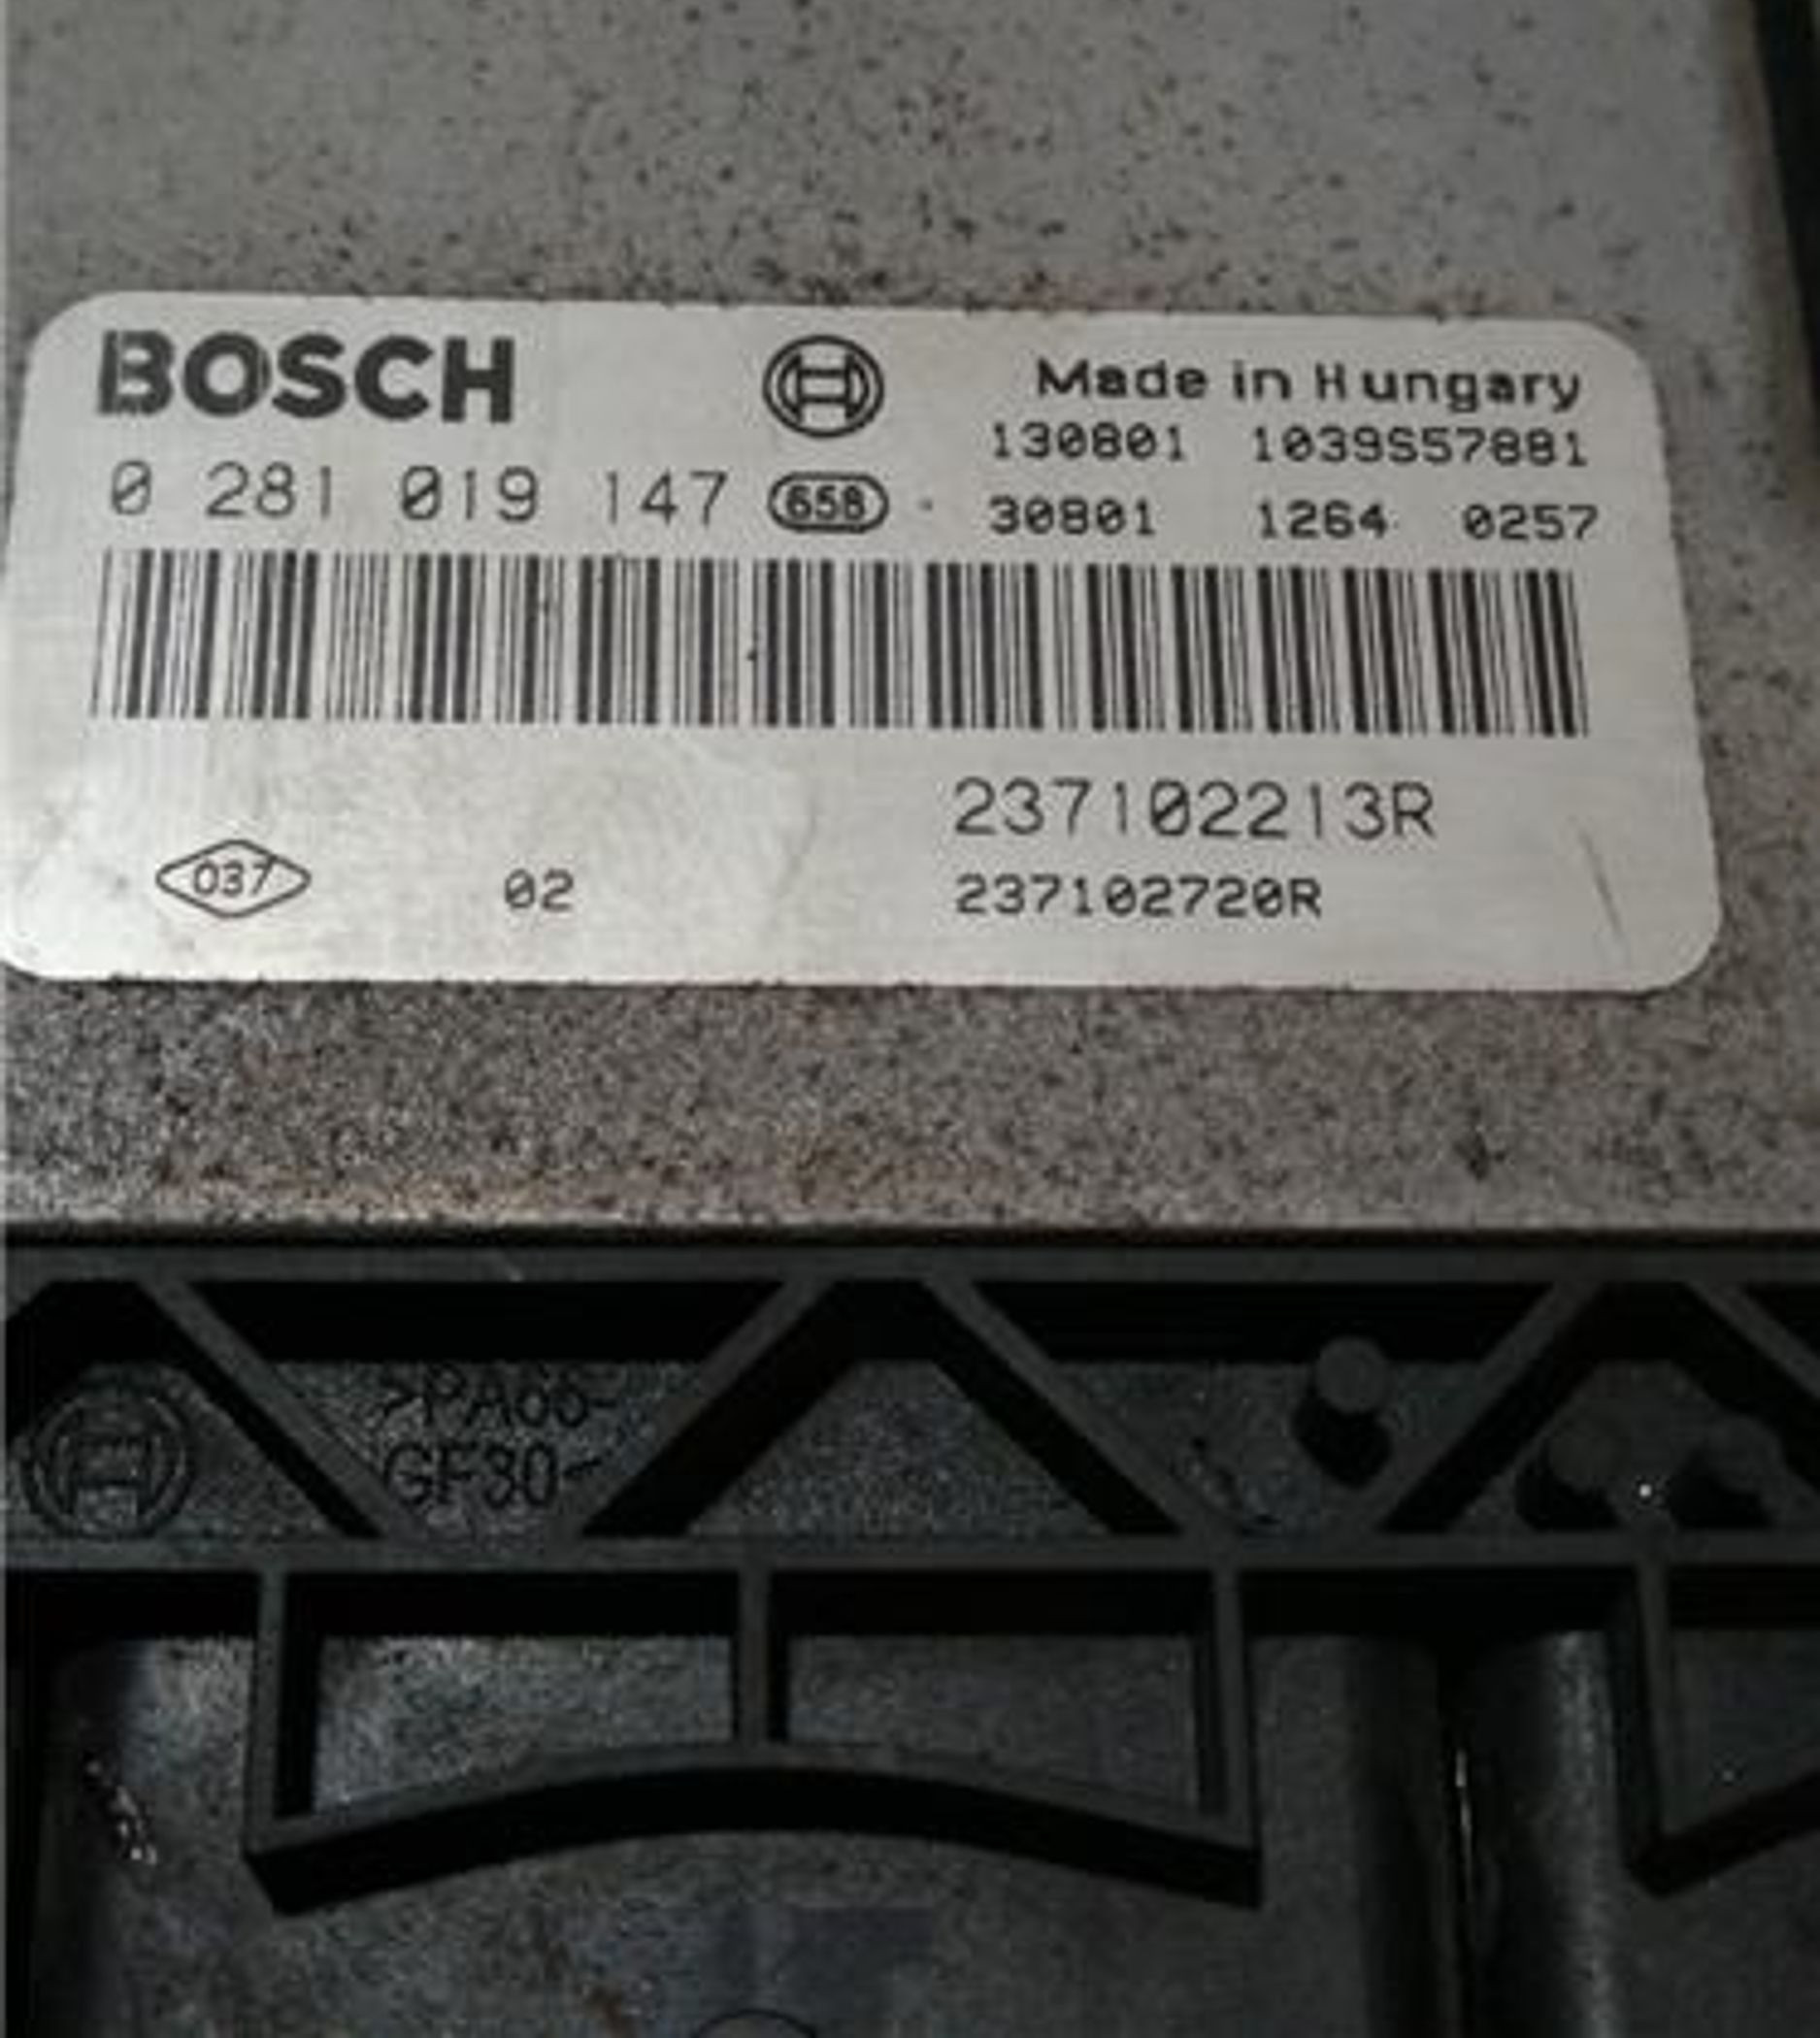 BOSCH
Made in Hungary
130801 1039S57881
0 281 019 147 658 30801 1264 0257
237102213R
037 02 237102720R
>PA66-
GF30<